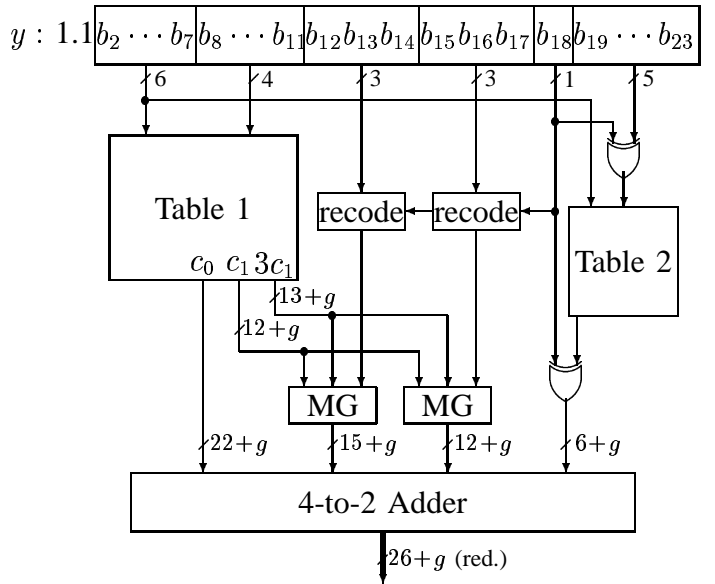 y : 1.1 b₂ ⋯ b₇ b₈ ⋯ b₁₁ b₁₂b₁₃b₁₄ b₁₅b₁₆b₁₇ b₁₈ b₁₉ ⋯ b₂₃
6 4 3 3 1 5
Table 1
recode recode
Table 2
c₀ c₁ 3c₁
13+g
12+g
MG MG
22+g 15+g 12+g 6+g
4-to-2 Adder
26+g (red.)